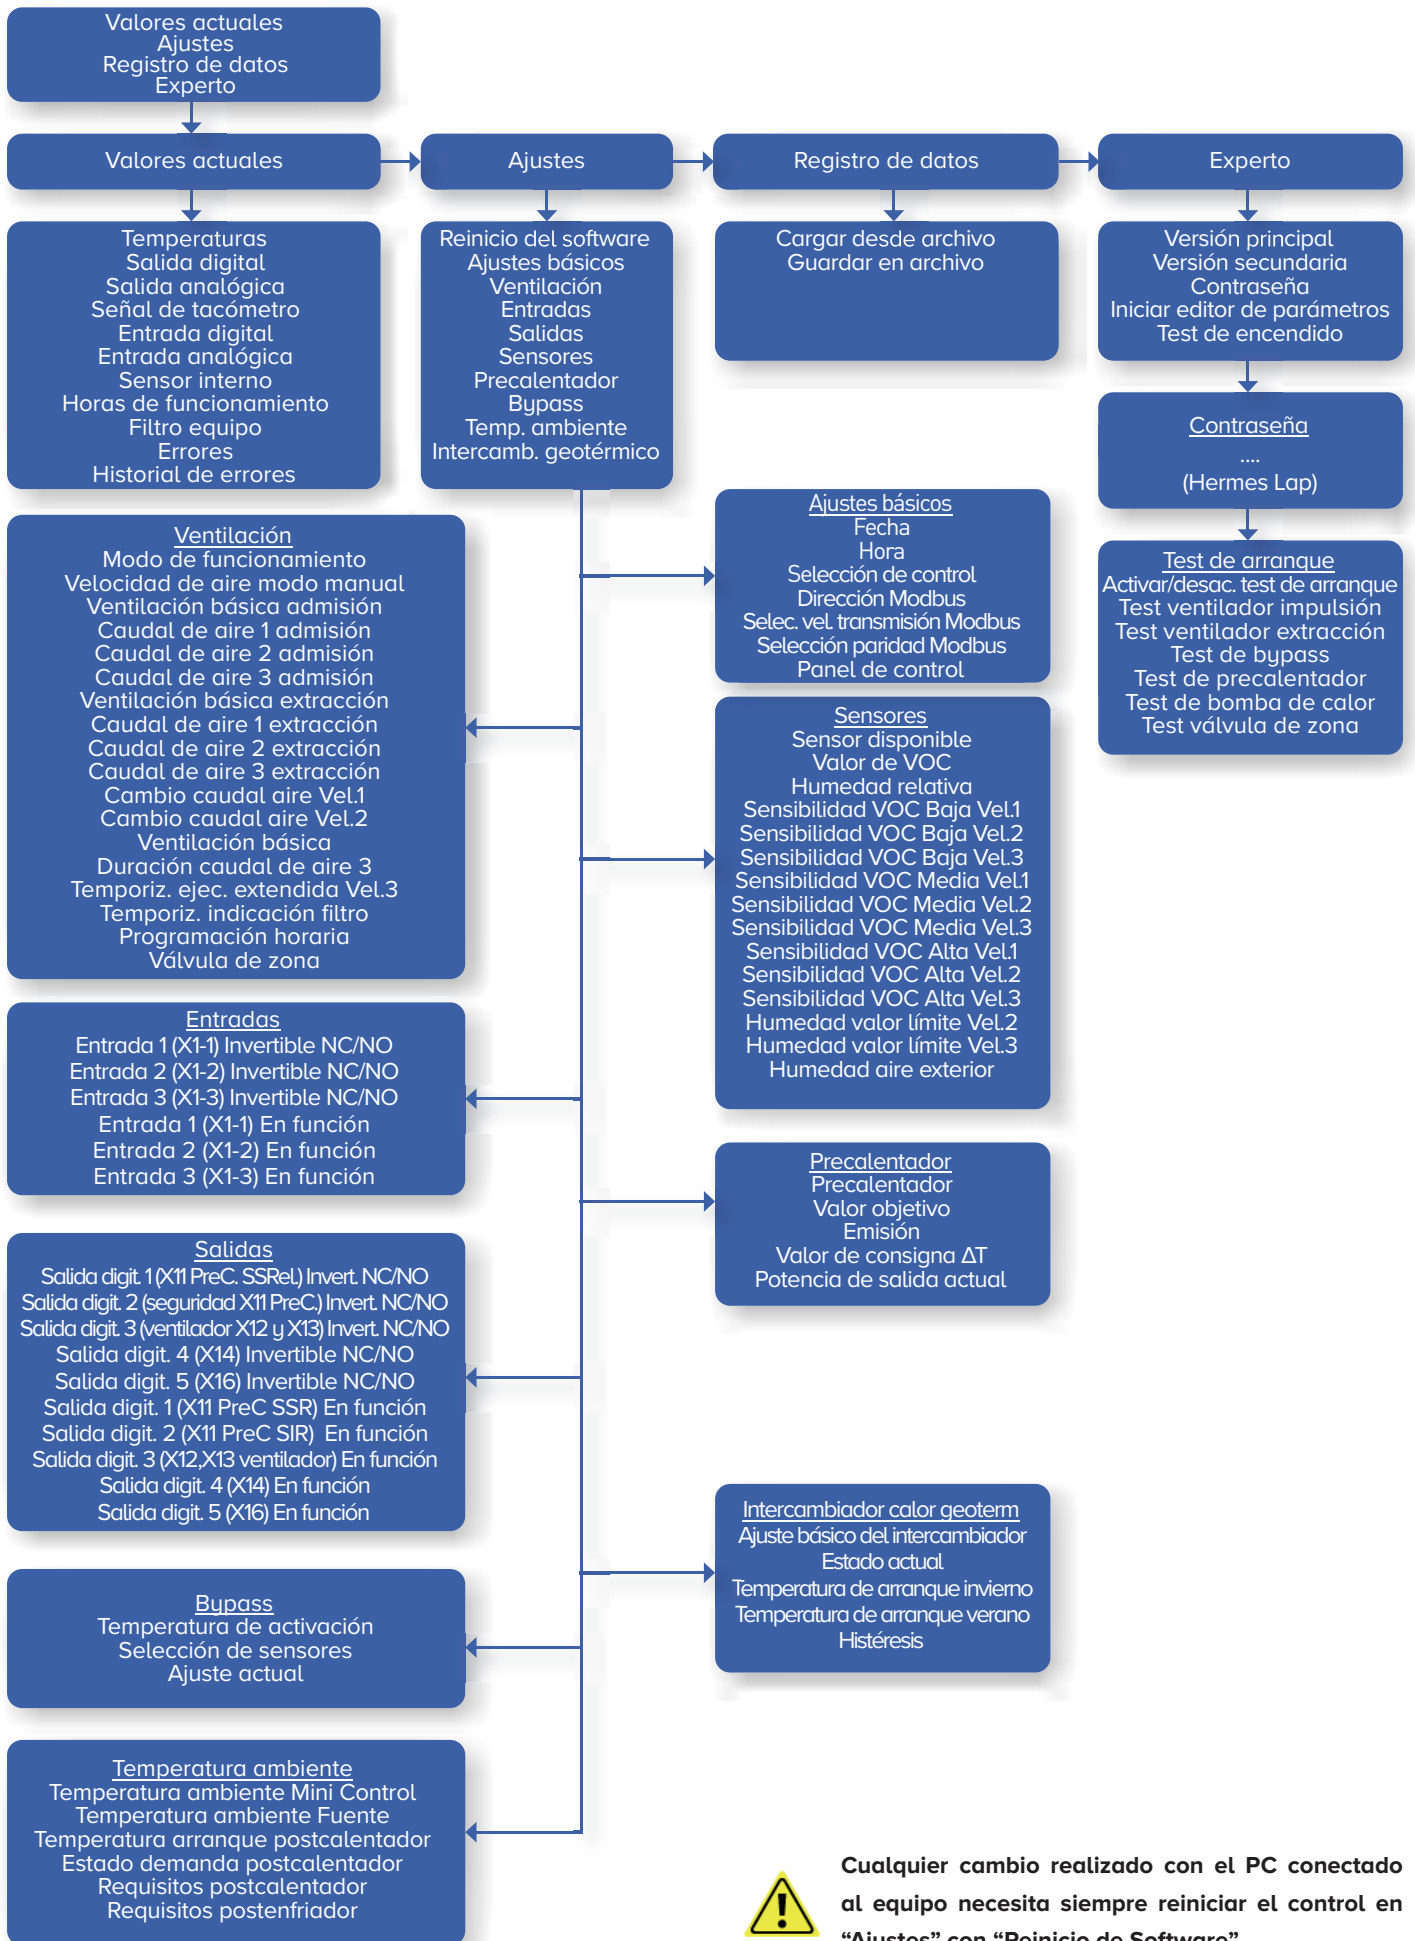 Valores actuales
Ajustes
Registro de datos
Experto
Valores actuales
Ajustes
Registro de datos
Experto
Temperaturas
Salida digital
Salida analógica
Señal de tacómetro
Entrada digital
Entrada analógica
Sensor interno
Horas de funcionamiento
Filtro equipo
Errores
Historial de errores
Reinicio del software
Ajustes básicos
Ventilación
Entradas
Salidas
Sensores
Precalentador
Bypass
Temp. ambiente
Intercamb. geotérmico
Cargar desde archivo
Guardar en archivo
Versión principal
Versión secundaria
Contraseña
Iniciar editor de parámetros
Test de encendido
Contraseña
....
(Hermes Lap)
Test de arranque
Activar/desac. test de arranque
Test ventilador impulsión
Test ventilador extracción
Test de bypass
Test de precalentador
Test de bomba de calor
Test válvula de zona
Ajustes básicos
Fecha
Hora
Selección de control
Dirección Modbus
Selec. vel. transmisión Modbus
Selección paridad Modbus
Panel de control
Ventilación
Modo de funcionamiento
Velocidad de aire modo manual
Ventilación básica admisión
Caudal de aire 1 admisión
Caudal de aire 2 admisión
Caudal de aire 3 admisión
Ventilación básica extracción
Caudal de aire 1 extracción
Caudal de aire 2 extracción
Caudal de aire 3 extracción
Cambio caudal aire Vel.1
Cambio caudal aire Vel.2
Ventilación básica
Duración caudal de aire 3
Temporiz. ejec. extendida Vel.3
Temporiz. indicación filtro
Programación horaria
Válvula de zona
Sensores
Sensor disponible
Valor de VOC
Humedad relativa
Sensibilidad VOC Baja Vel.1
Sensibilidad VOC Baja Vel.2
Sensibilidad VOC Baja Vel.3
Sensibilidad VOC Media Vel.1
Sensibilidad VOC Media Vel.2
Sensibilidad VOC Media Vel.3
Sensibilidad VOC Alta Vel.1
Sensibilidad VOC Alta Vel.2
Sensibilidad VOC Alta Vel.3
Humedad valor límite Vel.2
Humedad valor límite Vel.3
Humedad aire exterior
Entradas
Entrada 1 (X1-1) Invertible NC/NO
Entrada 2 (X1-2) Invertible NC/NO
Entrada 3 (X1-3) Invertible NC/NO
Entrada 1 (X1-1) En función
Entrada 2 (X1-2) En función
Entrada 3 (X1-3) En función
Precalentador
Precalentador
Valor objetivo
Emisión
Valor de consigna ΔT
Potencia de salida actual
Salidas
Salida digit. 1 (X11 PreC. SSRel.) Invert. NC/NO
Salida digit. 2 (seguridad X11 PreC.) Invert. NC/NO
Salida digit. 3 (ventilador X12 y X13) Invert. NC/NO
Salida digit. 4 (X14) Invertible NC/NO
Salida digit. 5 (X16) Invertible NC/NO
Salida digit. 1 (X11 PreC SSR) En función
Salida digit. 2 (X11 PreC SIR) En función
Salida digit. 3 (X12,X13 ventilador) En función
Salida digit. 4 (X14) En función
Salida digit. 5 (X16) En función
Intercambiador calor geoterm
Ajuste básico del intercambiador
Estado actual
Temperatura de arranque invierno
Temperatura de arranque verano
Histéresis
Bypass
Temperatura de activación
Selección de sensores
Ajuste actual
Temperatura ambiente
Temperatura ambiente Mini Control
Temperatura ambiente Fuente
Temperatura arranque postcalentador
Estado demanda postcalentador
Requisitos postcalentador
Requisitos postenfriador
Cualquier cambio realizado con el PC conectado
al equipo necesita siempre reiniciar el control en
“Ajustes” con “Reinicio de Software”